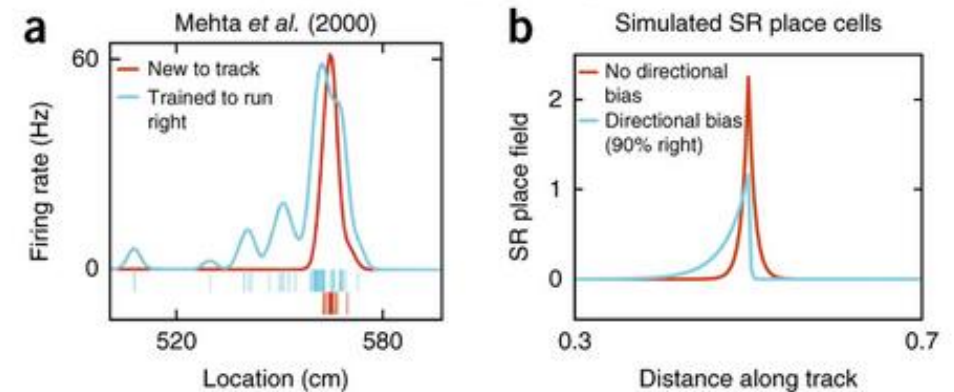 a
Mehta et al. (2000)
60
New to track
Trained to run
right
Firing rate (Hz)
0
520
580
Location (cm)
b
Simulated SR place cells
No directional
bias
Directional bias
(90% right)
2
1
0
SR place field
0.3
0.7
Distance along track